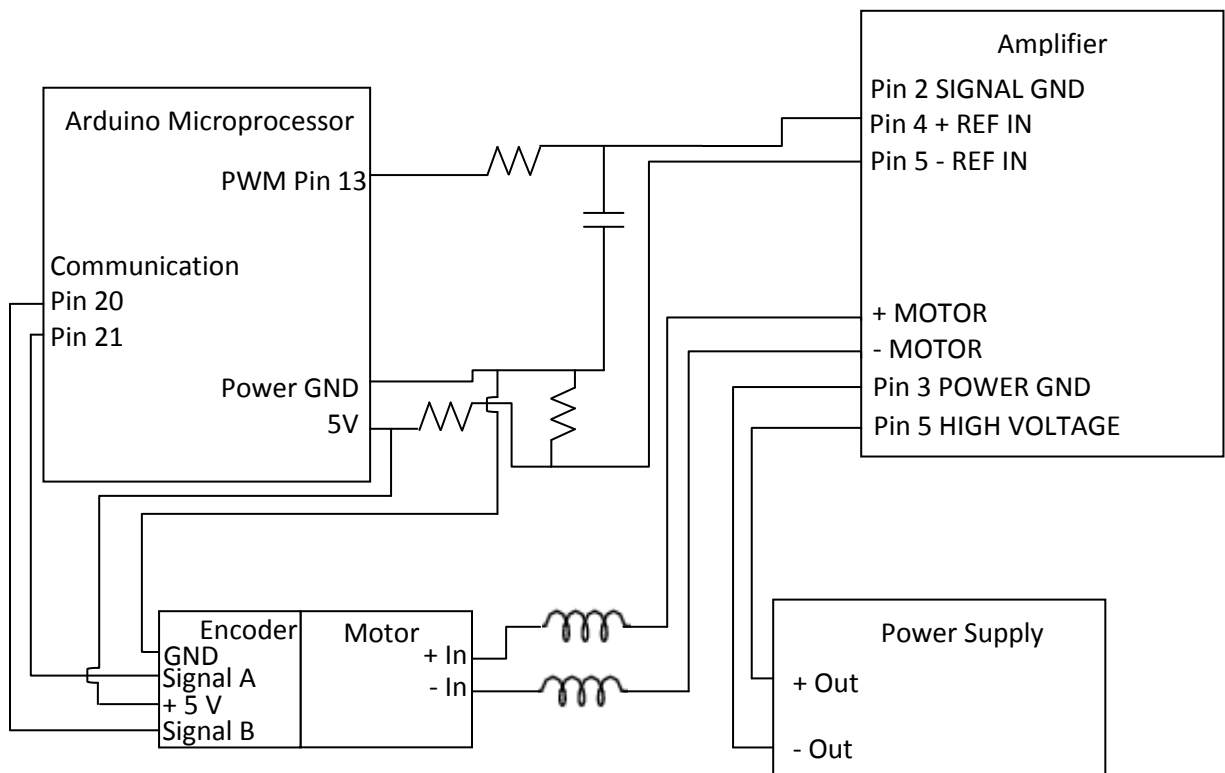 Arduino Microprocessor
PWM Pin 13
Communication
Pin 20
Pin 21
Power GND
5V
Amplifier
Pin 2 SIGNAL GND
Pin 4 + REF IN
Pin 5 - REF IN
+ MOTOR
- MOTOR
Pin 3 POWER GND
Pin 5 HIGH VOLTAGE
Encoder
GND
Signal A
+ 5 V
Signal B
Motor
+ In
- In
Power Supply
+ Out
- Out